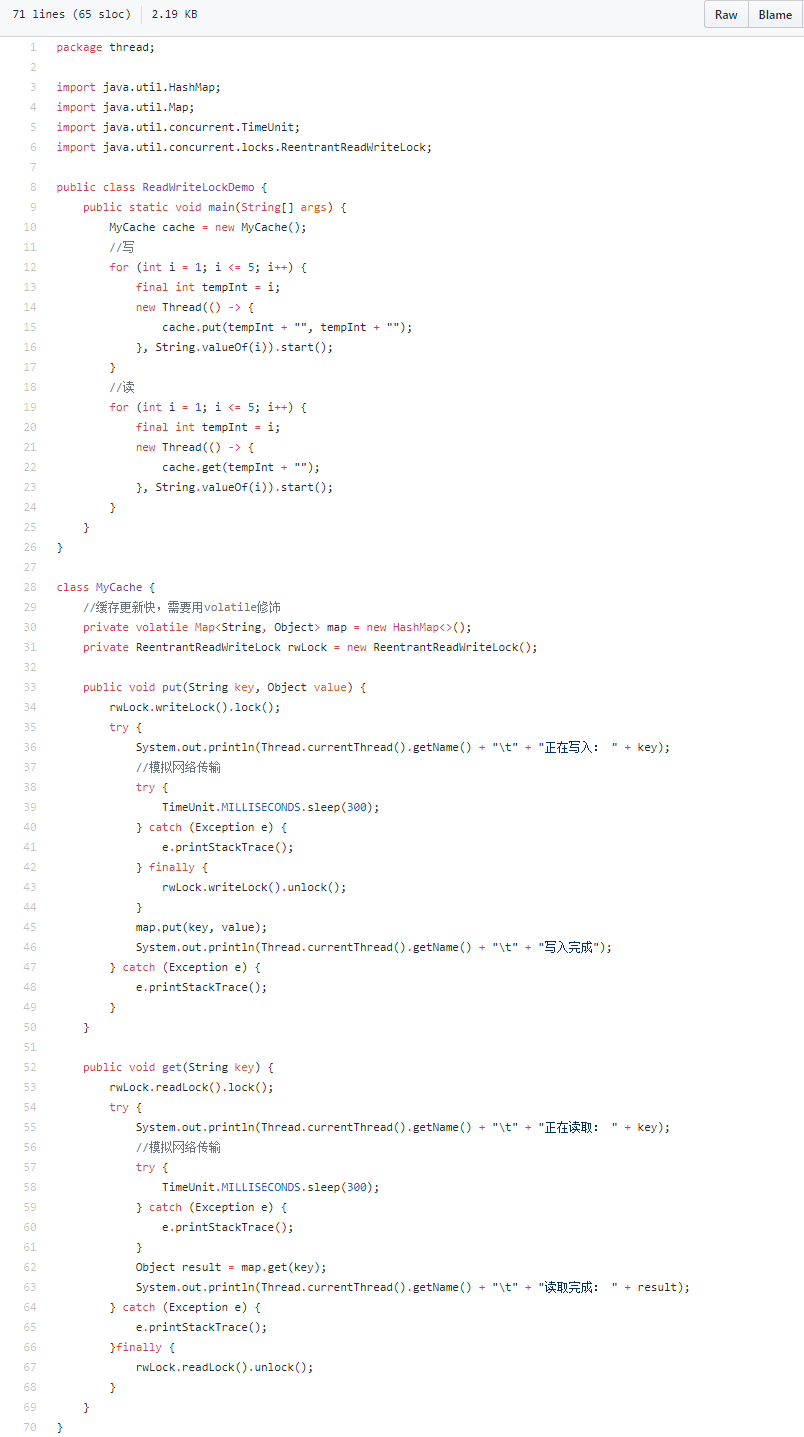 71 lines (65 sloc) 2.19 KB Raw Blame
1 package thread;
2
3 import java.util.HashMap;
4 import java.util.Map;
5 import java.util.concurrent.TimeUnit;
6 import java.util.concurrent.locks.ReentrantReadWriteLock;
7
8 public class ReadWriteLockDemo {
9     public static void main(String[] args) {
10         MyCache cache = new MyCache();
11         //写
12         for (int i = 1; i <= 5; i++) {
13             final int tempInt = i;
14             new Thread(() -> {
15                 cache.put(tempInt + "", tempInt + "");
16             }, String.valueOf(i)).start();
17         }
18         //读
19         for (int i = 1; i <= 5; i++) {
20             final int tempInt = i;
21             new Thread(() -> {
22                 cache.get(tempInt + "");
23             }, String.valueOf(i)).start();
24         }
25     }
26 }
27
28 class MyCache {
29     //缓存更新快，需要用volatile修饰
30     private volatile Map<String, Object> map = new HashMap<>();
31     private ReentrantReadWriteLock rwLock = new ReentrantReadWriteLock();
32
33     public void put(String key, Object value) {
34         rwLock.writeLock().lock();
35         try {
36             System.out.println(Thread.currentThread().getName() + "\t" + "正在写入： " + key);
37             //模拟网络传输
38             try {
39                 TimeUnit.MILLISECONDS.sleep(300);
40             } catch (Exception e) {
41                 e.printStackTrace();
42             } finally {
43                 rwLock.writeLock().unlock();
44             }
45             map.put(key, value);
46             System.out.println(Thread.currentThread().getName() + "\t" + "写入完成");
47         } catch (Exception e) {
48             e.printStackTrace();
49         }
50     }
51
52     public void get(String key) {
53         rwLock.readLock().lock();
54         try {
55             System.out.println(Thread.currentThread().getName() + "\t" + "正在读取： " + key);
56             //模拟网络传输
57             try {
58                 TimeUnit.MILLISECONDS.sleep(300);
59             } catch (Exception e) {
60                 e.printStackTrace();
61             }
62             Object result = map.get(key);
63             System.out.println(Thread.currentThread().getName() + "\t" + "读取完成： " + result);
64         } catch (Exception e) {
65             e.printStackTrace();
66         }finally {
67             rwLock.readLock().unlock();
68         }
69     }
70 }